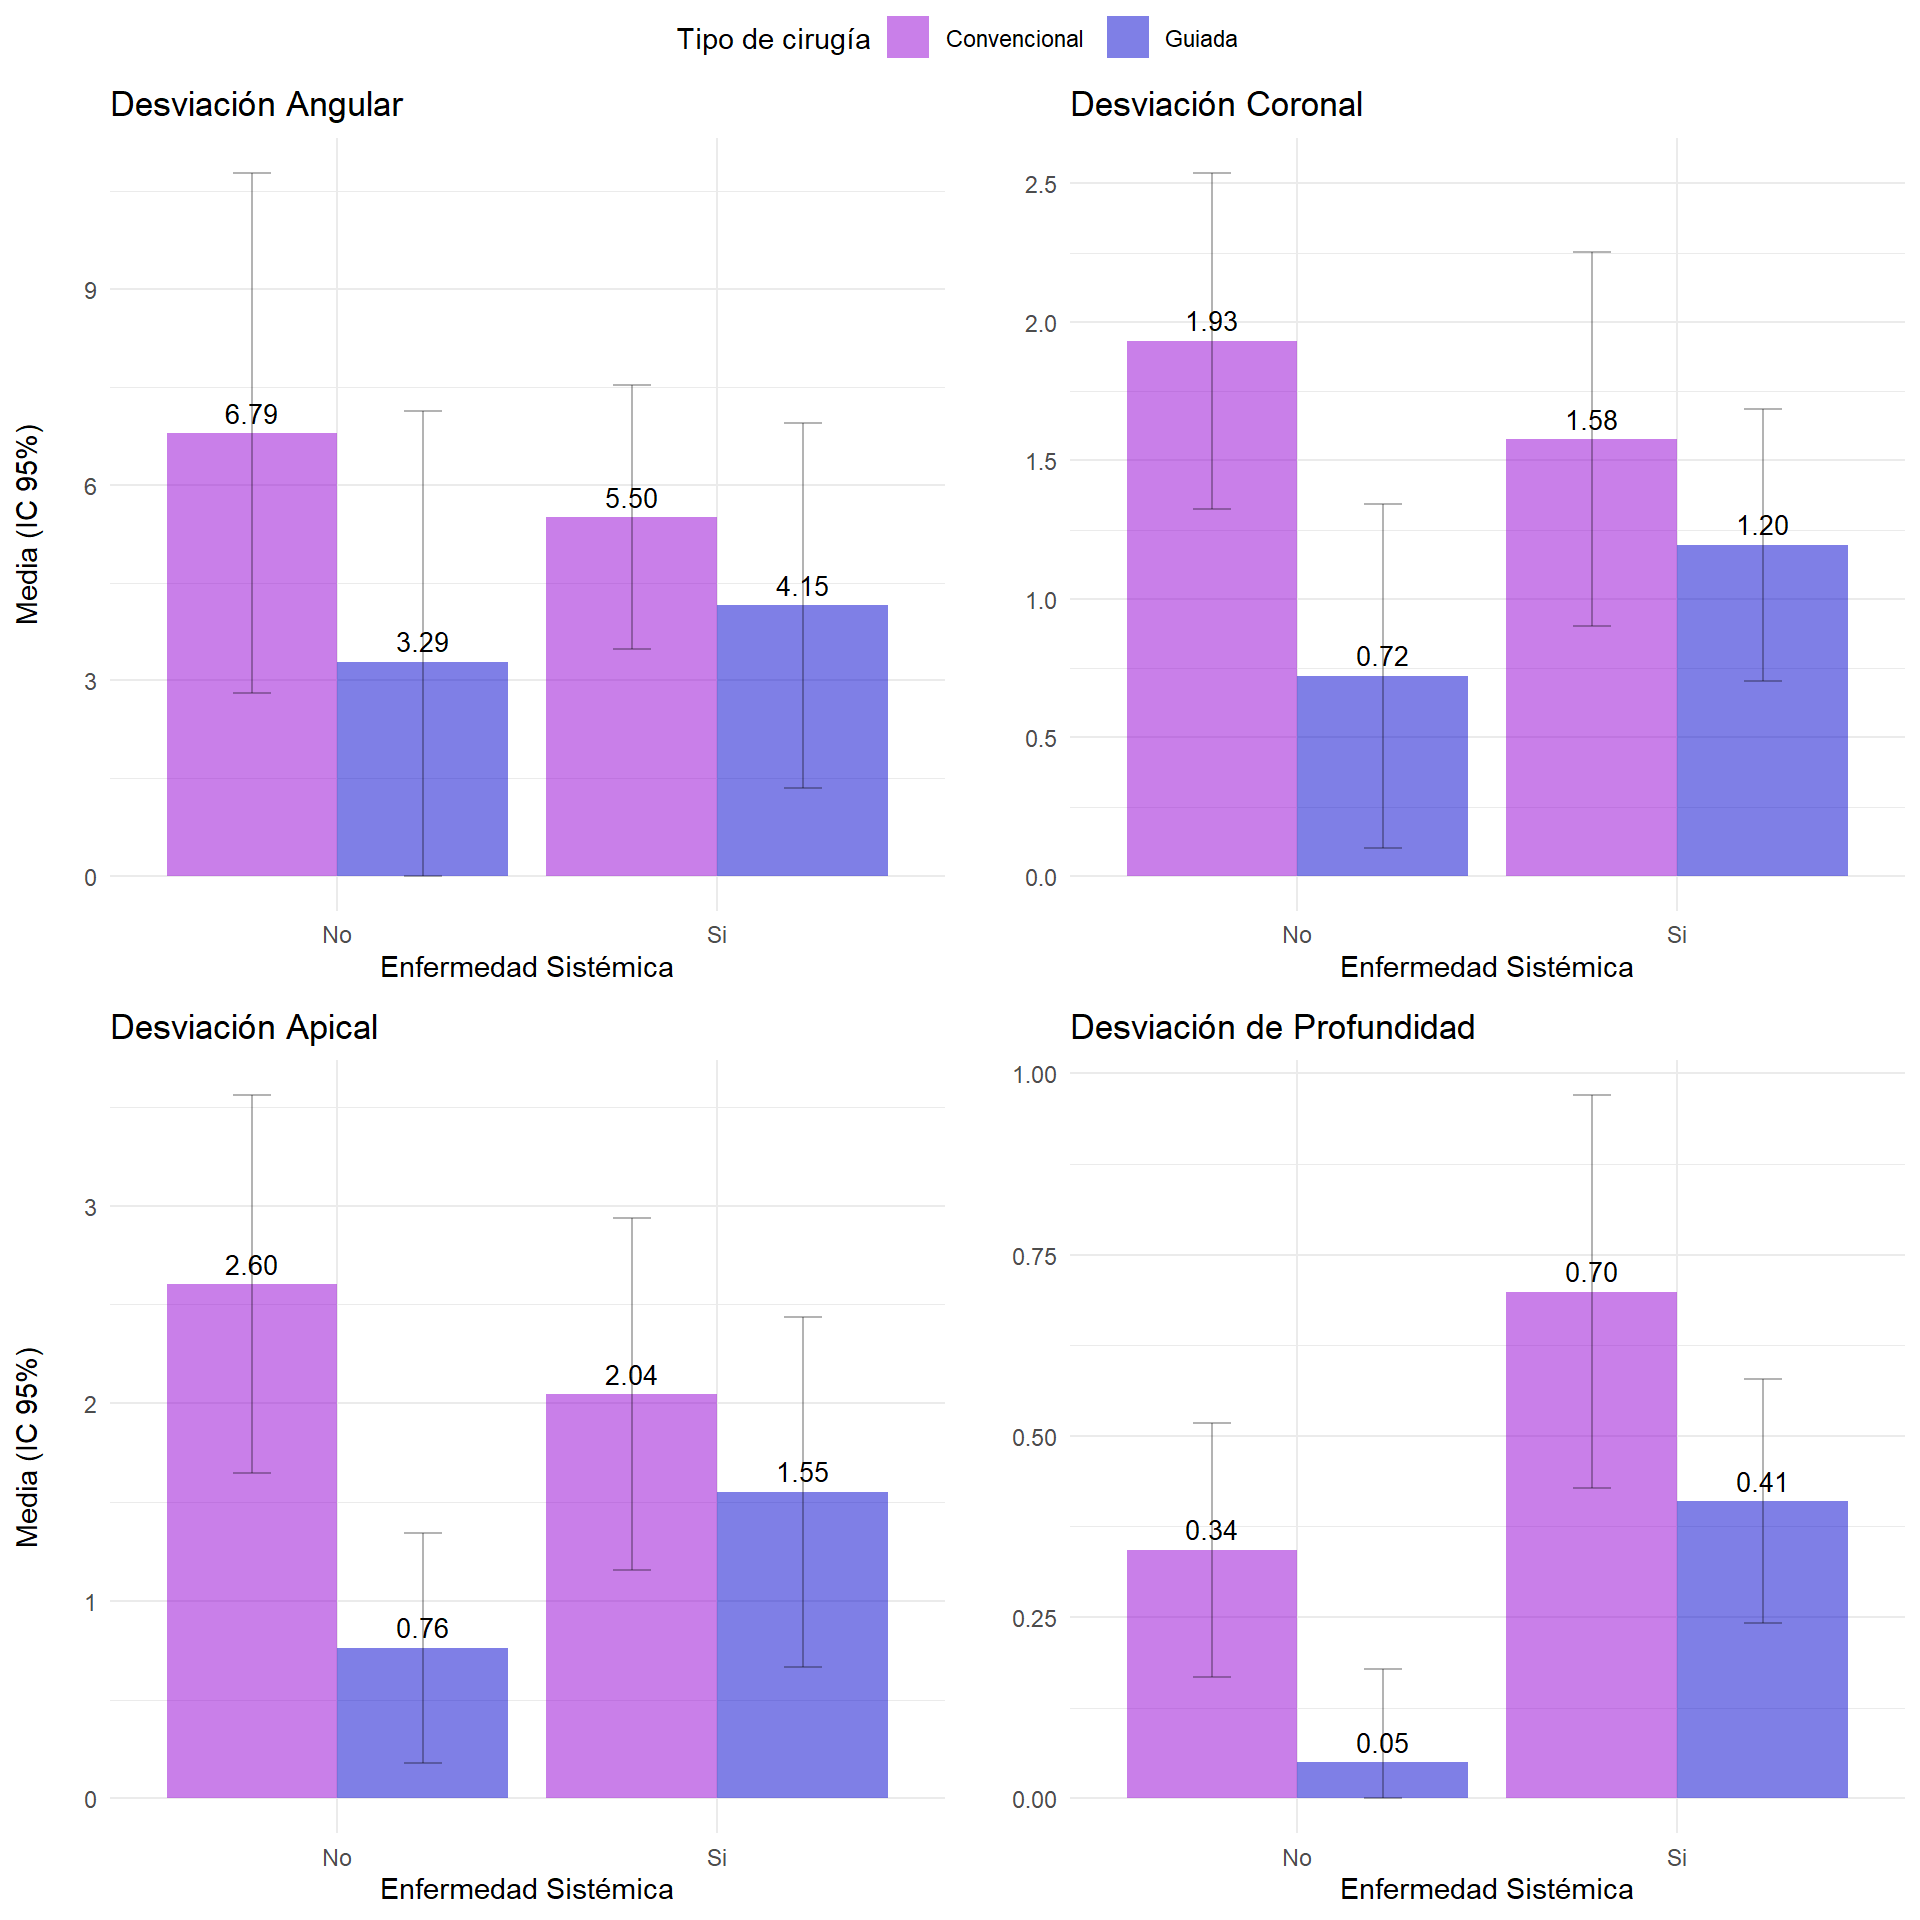 Tipo de cirugía Convencional Guiada
Desviación Angular
Media (IC 95%)
9
6
3
0
6.79
3.29
5.50
4.15
No Si
Enfermedad Sistémica
Desviación Coronal
2.5
2.0
1.5
1.0
0.5
0.0
1.93
0.72
1.58
1.20
No Si
Enfermedad Sistémica
Desviación Apical
Media (IC 95%)
3
2
1
0
2.60
0.76
2.04
1.55
No Si
Enfermedad Sistémica
Desviación de Profundidad
1.00
0.75
0.50
0.25
0.00
0.34
0.05
0.70
0.41
No Si
Enfermedad Sistémica